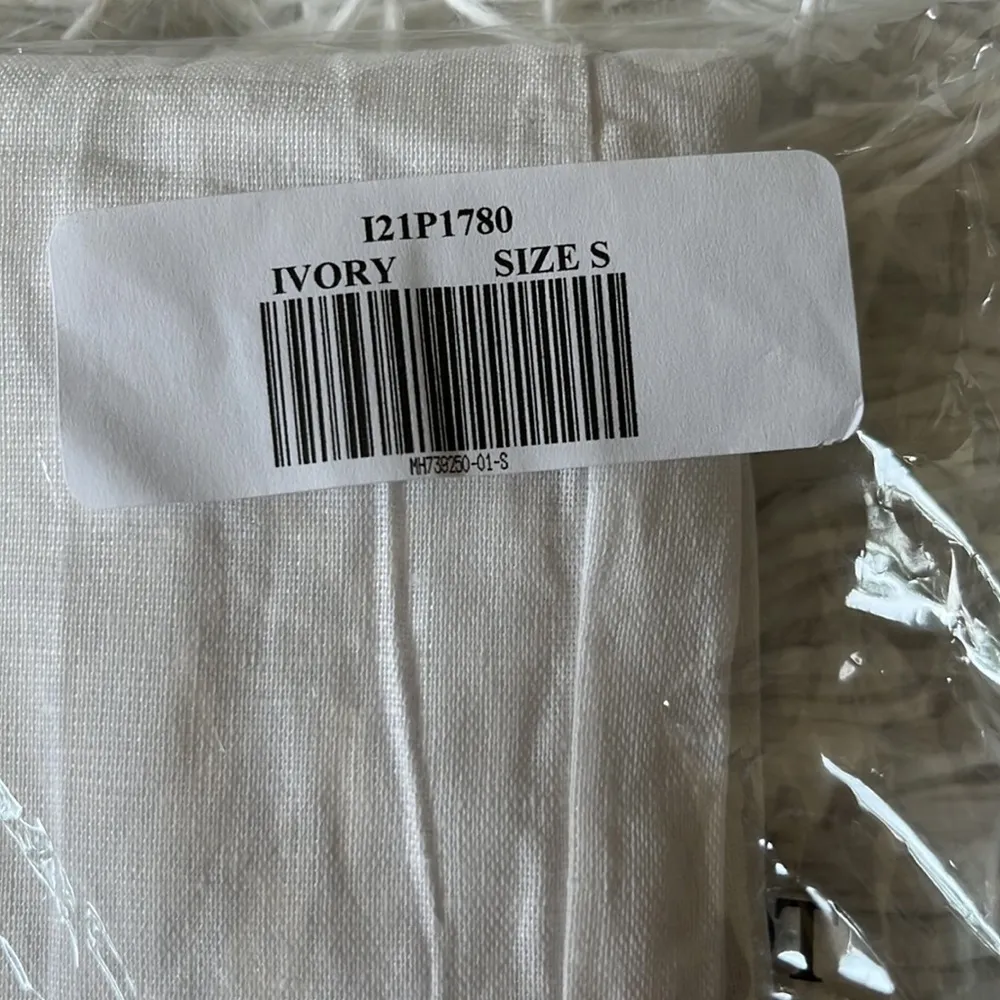 I21P1780
IVORY SIZE S
MH739250-01-S
T